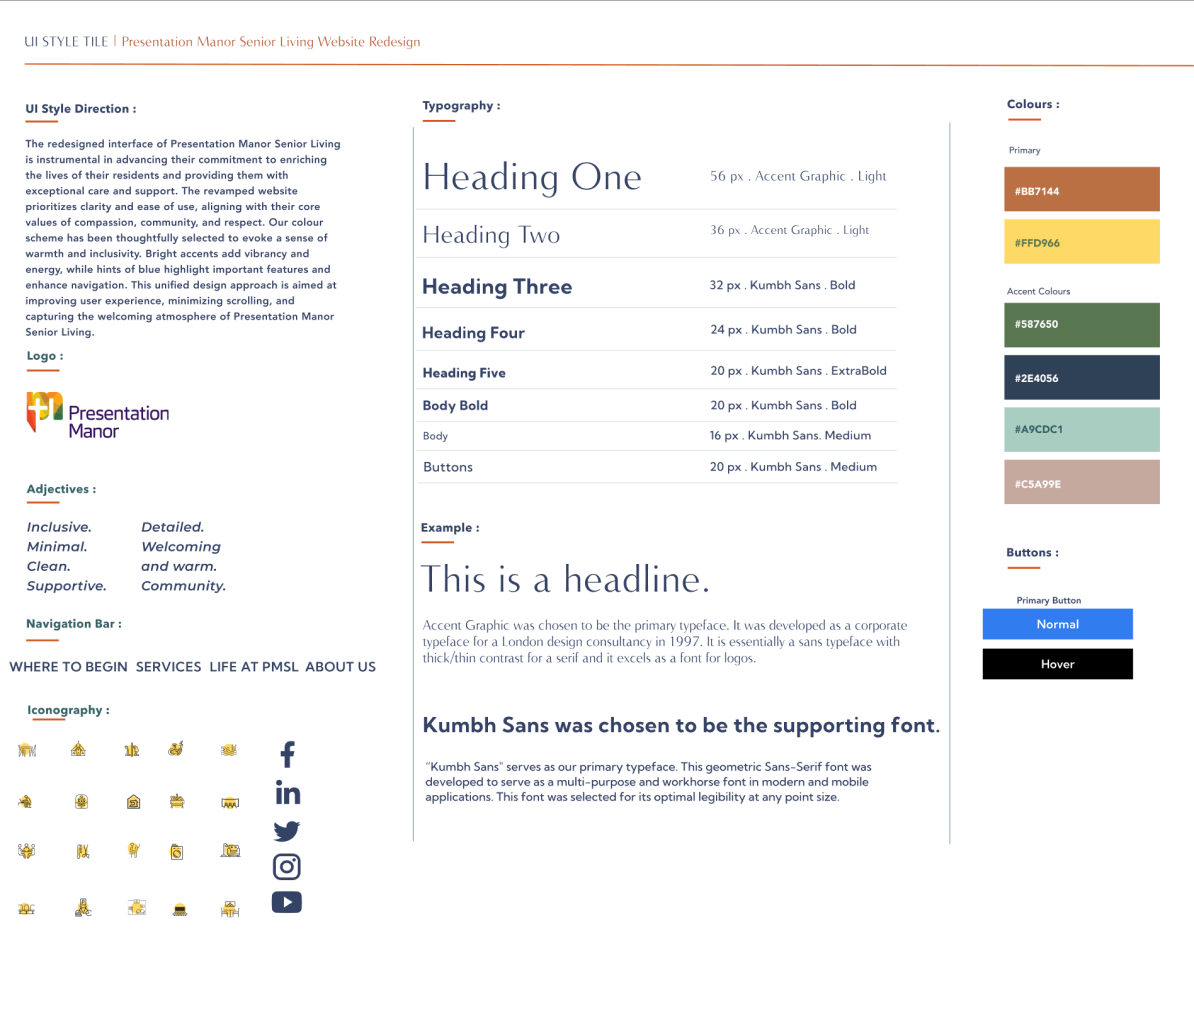 UI STYLE TILE | Presentation Manor Senior Living Website Redesign
UI Style Direction :
The redesigned interface of Presentation Manor Senior Living
is instrumental in advancing their commitment to enriching
the lives of their residents and providing them with
exceptional care and support. The revamped website
prioritizes clarity and ease of use, aligning with their core
values of compassion, community, and respect. Our colour
scheme has been thoughtfully selected to evoke a sense of
warmth and inclusivity. Bright accents add vibrancy and
energy, while hints of blue highlight important features and
enhance navigation. This unified design approach is aimed at
improving user experience, minimizing scrolling, and
capturing the welcoming atmosphere of Presentation Manor
Senior Living.
Logo :
Presentation
Manor
Adjectives :
Inclusive.
Minimal.
Clean.
Supportive.
Detailed.
Welcoming
and warm.
Community.
Navigation Bar :
WHERE TO BEGIN SERVICES LIFE AT PMSL ABOUT US
Iconography :
Typography :
Heading One 56 px . Accent Graphic . Light
Heading Two 36 px . Accent Graphic . Light
Heading Three 32 px . Kumbh Sans . Bold
Heading Four 24 px . Kumbh Sans . Bold
Heading Five 20 px . Kumbh Sans . ExtraBold
Body Bold 20 px . Kumbh Sans . Bold
Body 16 px . Kumbh Sans. Medium
Buttons 20 px . Kumbh Sans . Medium
Example :
This is a headline.
Accent Graphic was chosen to be the primary typeface. It was developed as a corporate
typeface for a London design consultancy in 1997. It is essentially a sans typeface with
thick/thin contrast for a serif and it excels as a font for logos.
Kumbh Sans was chosen to be the supporting font.
"Kumbh Sans" serves as our primary typeface. This geometric Sans-Serif font was
developed to serve as a multi-purpose and workhorse font in modern and mobile
applications. This font was selected for its optimal legibility at any point size.
Colours :
Primary
#BB7144
#FFD966
Accent Colours
#587650
#2E4056
#A9CDC1
#C5A99E
Buttons :
Primary Button
Normal
Hover